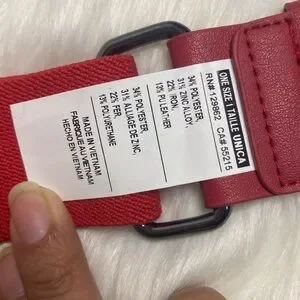 ONE SIZE | TAILLE UNICA
RN#-129862 CA# 55215
34% POLYESTER,
31% ZINC ALLOY,
22% IRON,
13% PU LEATHER
34% POLYESTER,
31% ALLIAGE DE ZINC,
22% FER,
13% POLYURETHANE
MADE IN VIETNAM
FABRIQUE AU VIETNAM
HECHO EN VIETNAM